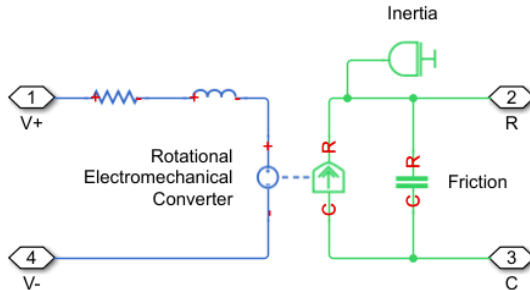 Inertia
1
V+
+
-
+
-
2
R
Rotational
Electromechanical
Converter
+
-
R
C
R
C
Friction
4
V-
3
C